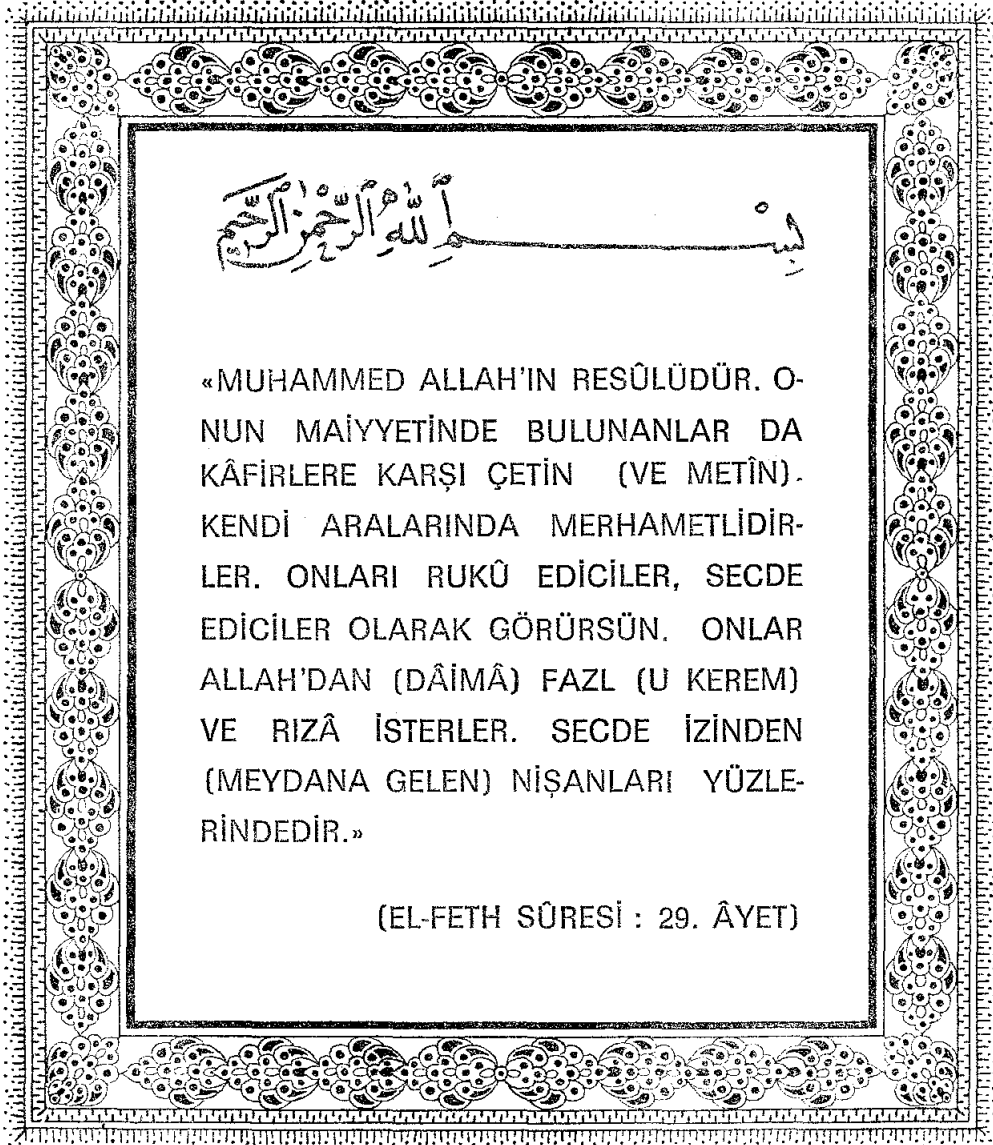 بِسْمِ ٱللَّهِ ٱلرَّحْمٰنِ ٱلرَّحِيمِ
«MUHAMMED ALLAH'IN RESÛLÜDÜR. O-
NUN MAİYYETİNDE BULUNANLAR DA
KÂFİRLERE KARŞI ÇETİN (VE METÎN).
KENDİ ARALARINDA MERHAMETLİDİR-
LER. ONLARI RUKÛ EDİCİLER, SECDE
EDİCİLER OLARAK GÖRÜRSÜN. ONLAR
ALLAH'DAN (DÂİMÂ) FAZL (U KEREM)
VE RIZÂ İSTERLER. SECDE İZİNDEN
(MEYDANA GELEN) NİŞANLARI YÜZLE-
RİNDEDİR.»
(EL-FETH SÛRESİ : 29. ÂYET)